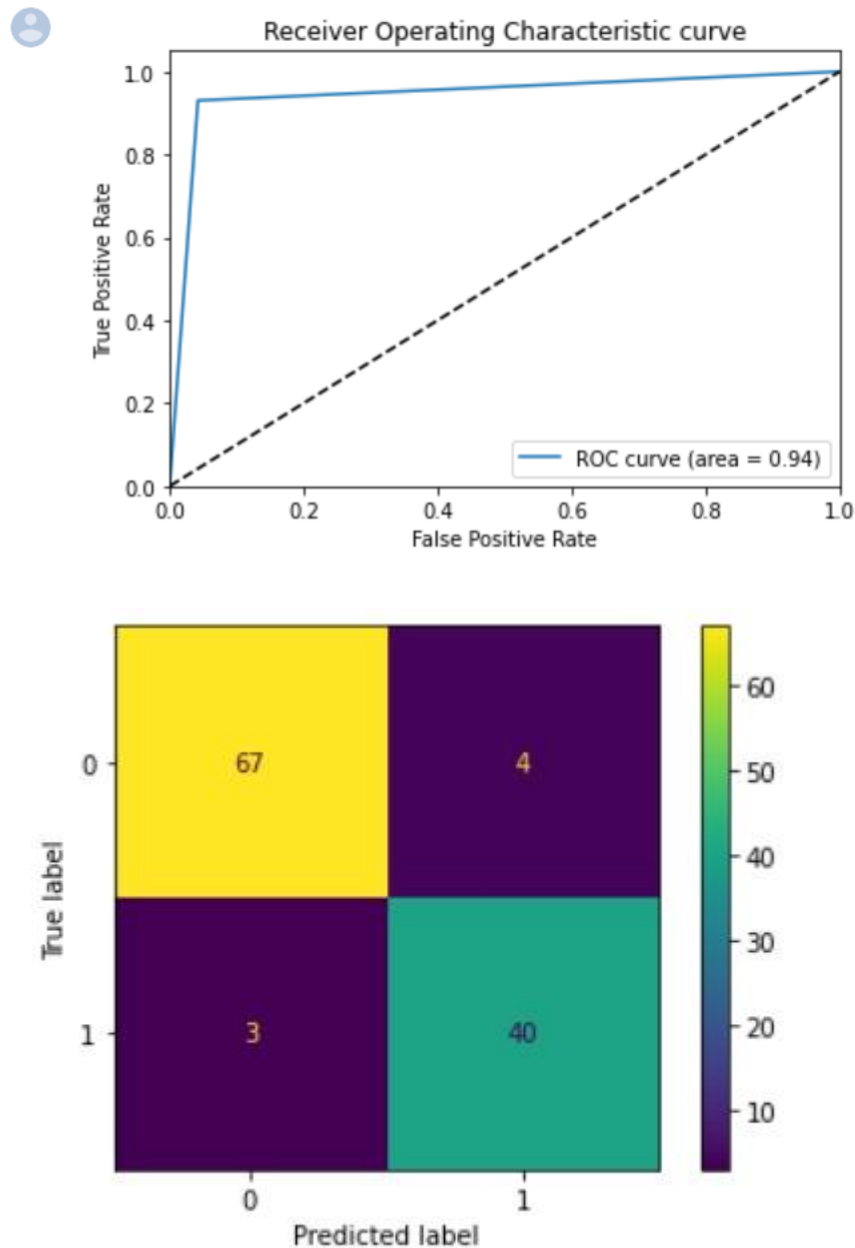 Receiver Operating Characteristic curve
1.0
0.8
0.6
0.4
0.2
0.0
True Positive Rate
ROC curve (area = 0.94)
0.0 0.2 0.4 0.6 0.8 1.0
False Positive Rate
67 4
3 40
0
1
True label
0 1
Predicted label
60
50
40
30
20
10